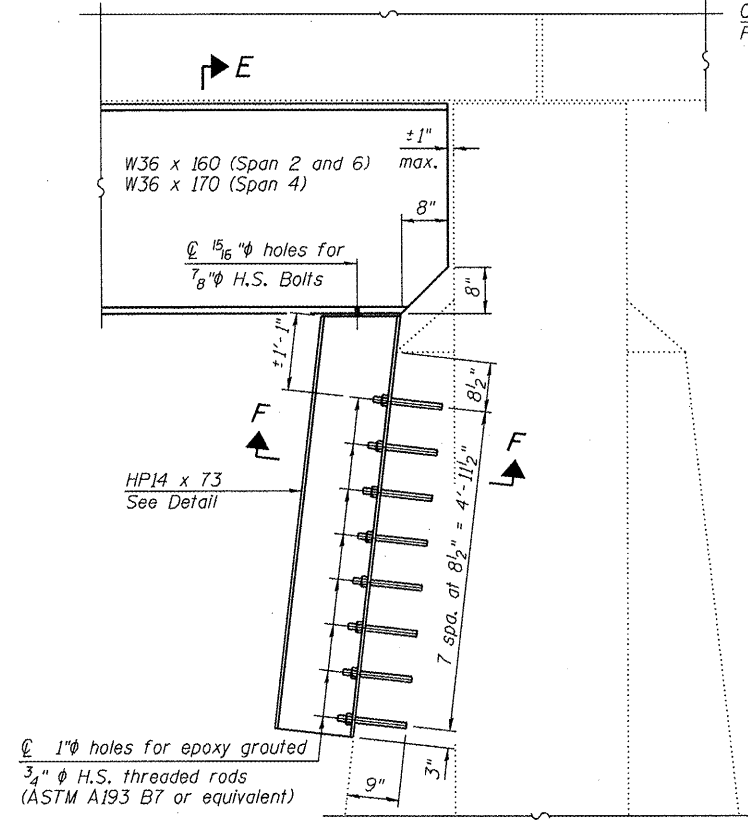 E
±1"
max.
W36 x 160 (Span 2 and 6)
W36 x 170 (Span 4)
8"
℄ 15/16"φ holes for
7/8"φ H.S. Bolts
8"
±1'-1"
8½"
F
F
HP14 x 73
See Detail
7 spa. at 8½" = 4'-11½"
℄ 1"φ holes for epoxy grouted
3/4" φ H.S. threaded rods
(ASTM A193 B7 or equivalent)
9"
3"